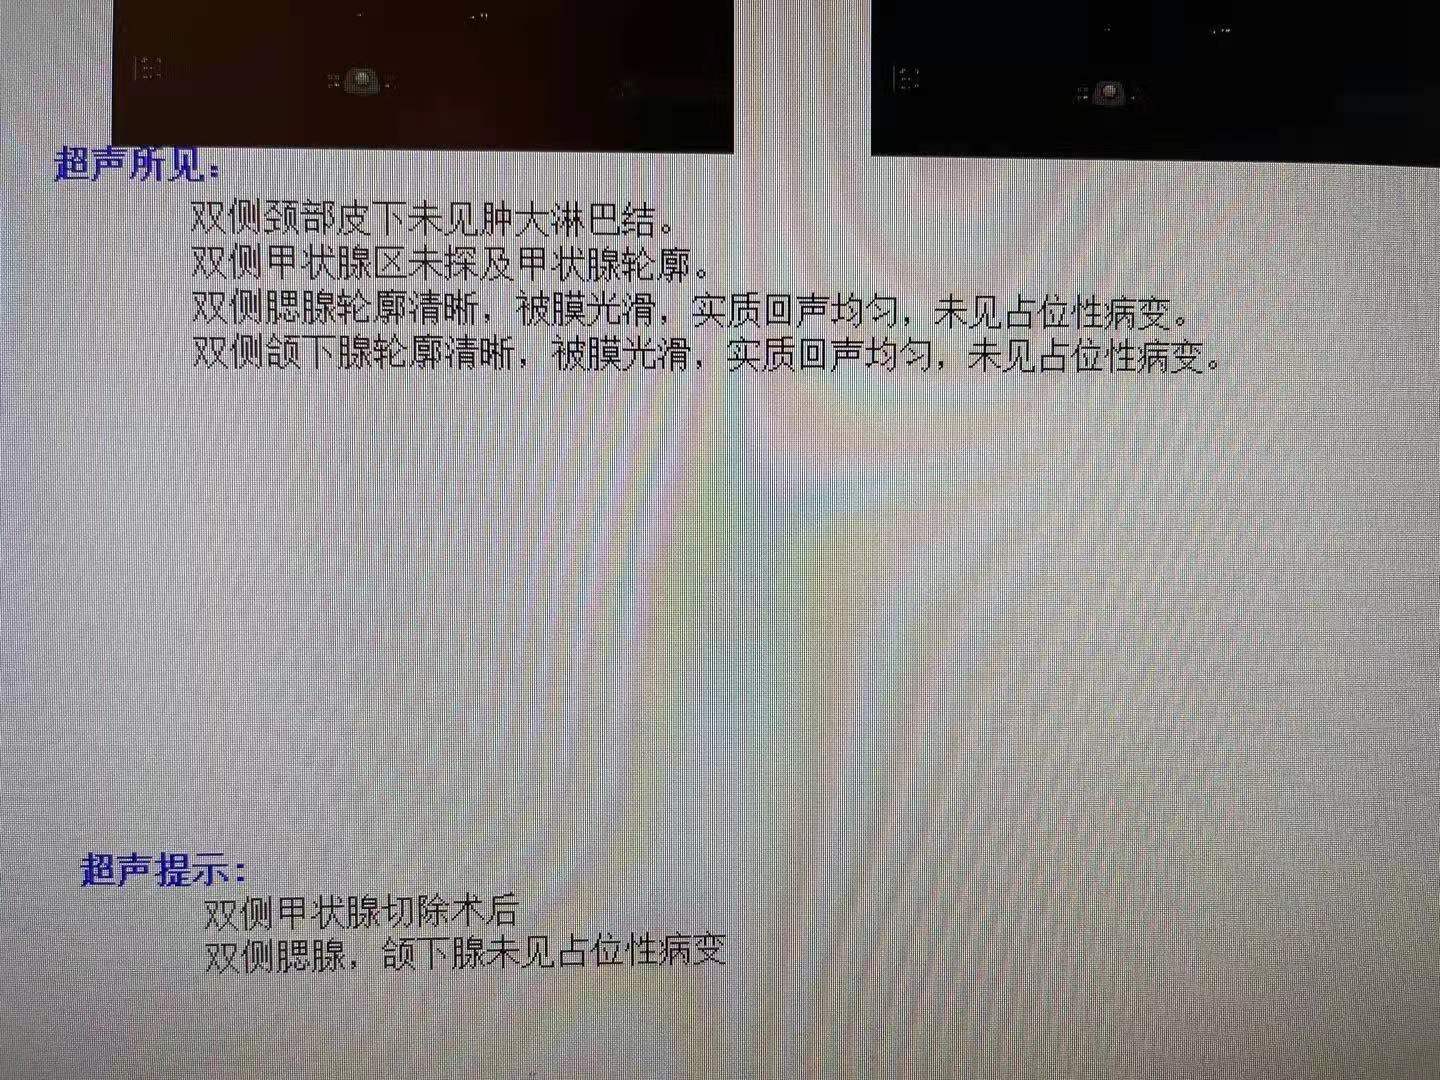 超声所见：
双侧颈部皮下未见肿大淋巴结。
双侧甲状腺区未探及甲状腺轮廓。
双侧腮腺轮廓清晰，被膜光滑，实质回声均匀，未见占位性病变。
双侧颌下腺轮廓清晰，被膜光滑，实质回声均匀，未见占位性病变。
超声提示：
双侧甲状腺切除术后
双侧腮腺，颌下腺未见占位性病变